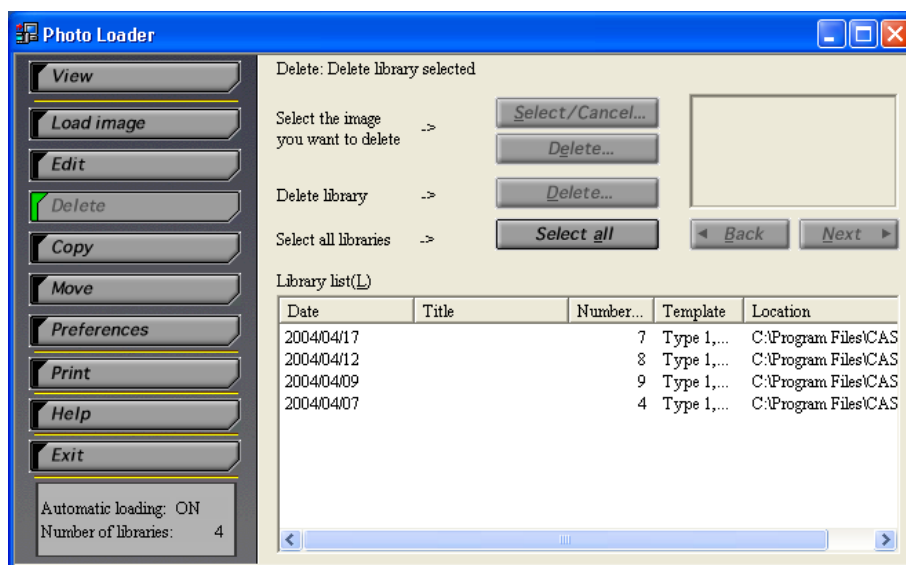 Photo Loader
View
Load image
Edit
Delete
Copy
Move
Preferences
Print
Help
Exit
Automatic loading: ON
Number of libraries: 4
Delete: Delete library selected
Select the image
you want to delete
->
Select/Cancel...
Delete...
Delete library -> Delete...
Select all libraries -> Select all
Back Next
Library list(L)
Date Title Number... Template Location
2004/04/17 7 Type 1,... C:\Program Files\CAS
2004/04/12 8 Type 1,... C:\Program Files\CAS
2004/04/09 9 Type 1,... C:\Program Files\CAS
2004/04/07 4 Type 1,... C:\Program Files\CAS